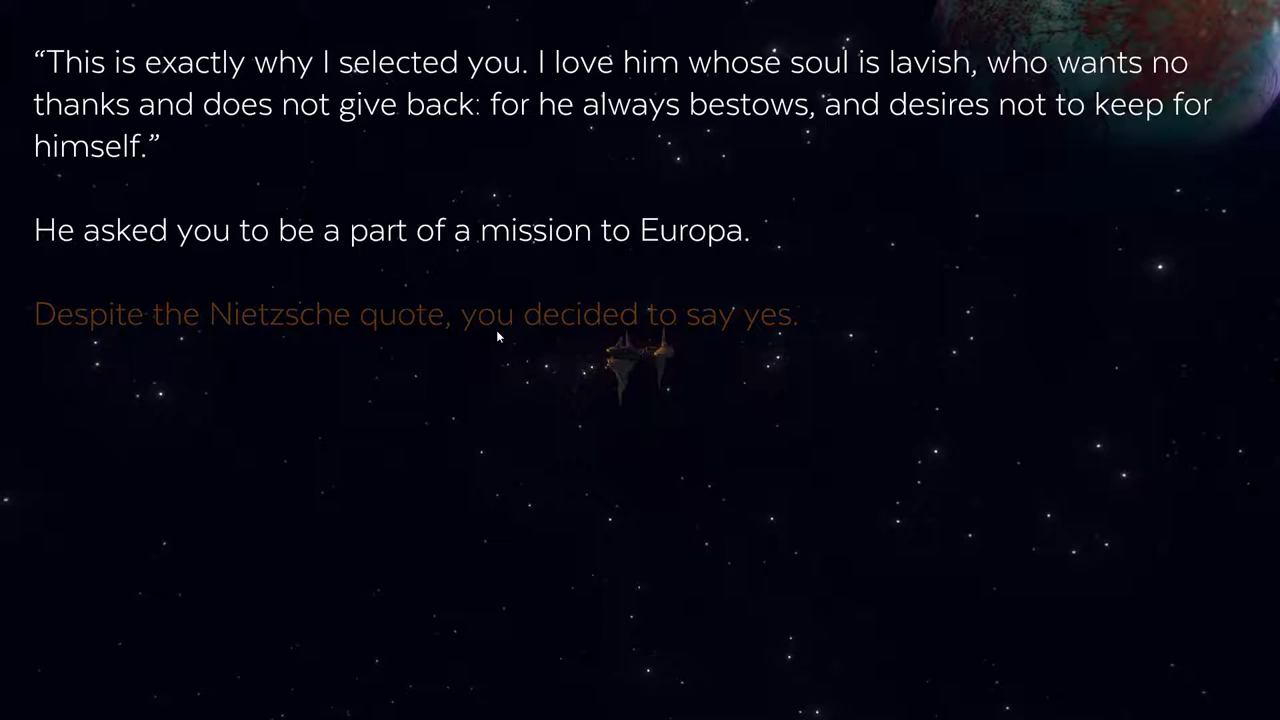 “This is exactly why I selected you. I love him whose soul is lavish, who wants no
thanks and does not give back: for he always bestows, and desires not to keep for
himself.”
He asked you to be a part of a mission to Europa.
Despite the Nietzsche quote, you decided to say yes.